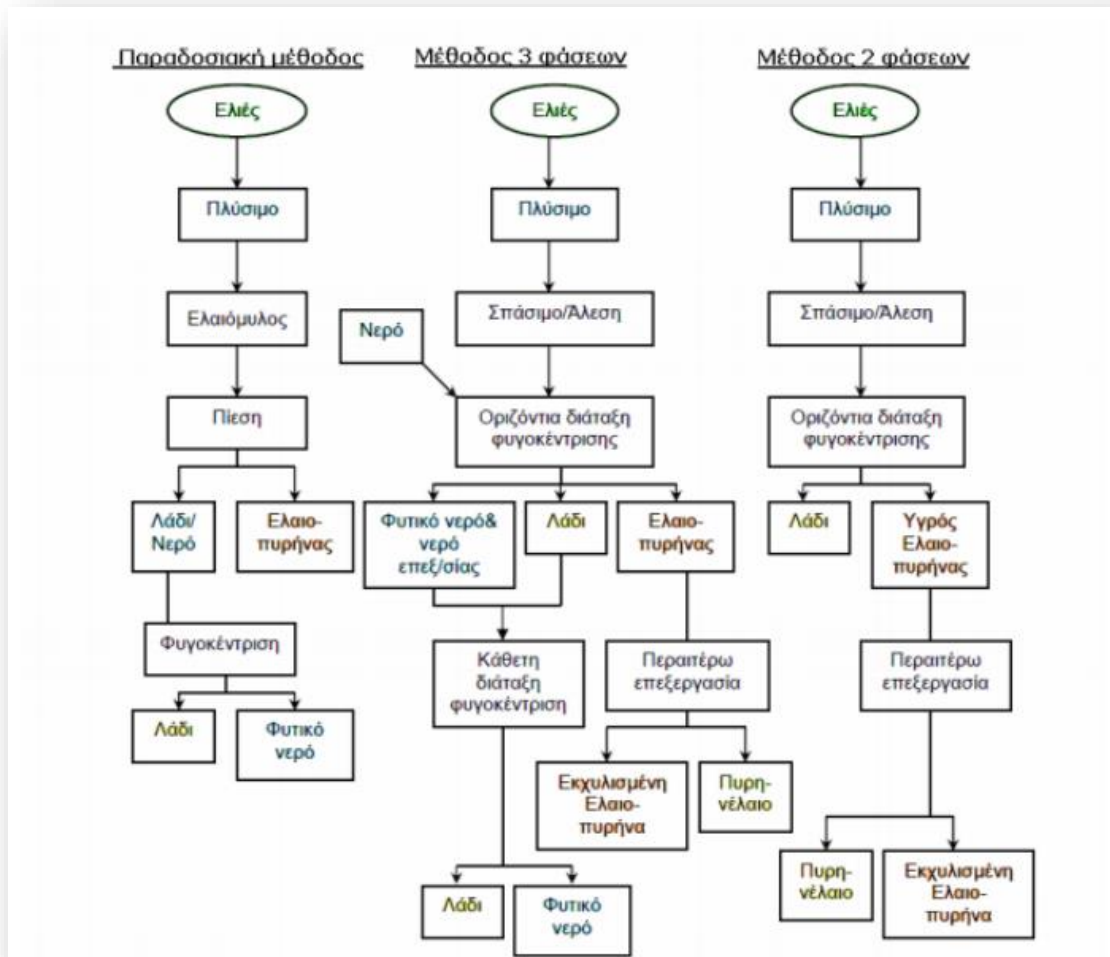 Παραδοσιακή μέθοδος
Ελιές
Πλύσιμο
Ελαιόμυλος
Πίεση
Λάδι/
Νερό
Ελαιο-
πυρήνας
Φυγοκέντριση
Λάδι
Φυτικό
νερό
Μέθοδος 3 φάσεων
Ελιές
Πλύσιμο
Σπάσιμο/Άλεση
Νερό
Οριζόντια διάταξη
φυγοκέντρισης
Φυτικό νερό&
νερό
επεξ/σίας
Λάδι
Ελαιο-
πυρήνας
Κάθετη
διάταξη
φυγοκέντριση
Περαιτέρω
επεξεργασία
Εκχυλισμένη
Ελαιο-
πυρήνα
Πυρη-
νέλαιο
Λάδι
Φυτικό
νερό
Μέθοδος 2 φάσεων
Ελιές
Πλύσιμο
Σπάσιμο/Άλεση
Οριζόντια διάταξη
φυγοκέντρισης
Λάδι
Υγρός
Ελαιο-
πυρήνας
Περαιτέρω
επεξεργασία
Πυρη-
νέλαιο
Εκχυλισμένη
Ελαιο-
πυρήνα